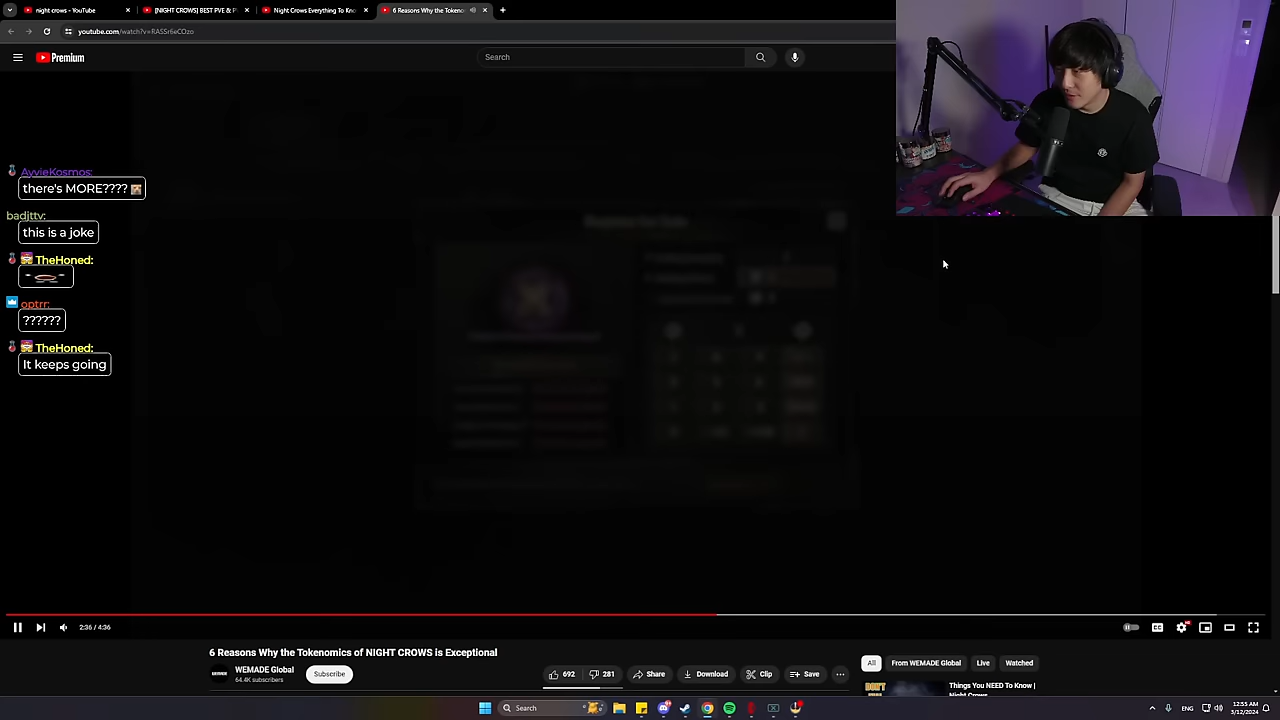 night crows - YouTube
[NIGHT CROWS] BEST PVE & P
Night Crows Everything To Kno
6 Reasons Why the Tokenom
youtube.com/watch?v=RASSr6eCOzo
Premium
Search
AyvieKosmos:
there's MORE????
badjttv:
this is a joke
TheHoned:
optrr:
??????
TheHoned:
It keeps going
2:36 / 4:36
6 Reasons Why the Tokenomics of NIGHT CROWS is Exceptional
WEMADE Global
64.4K subscribers
Subscribe
692
281
Share
Download
Clip
Save
All
From WEMADE Global
Live
Watched
Things You NEED To Know |
Night Crows
Search
ENG
12:55 AM
3/12/2024